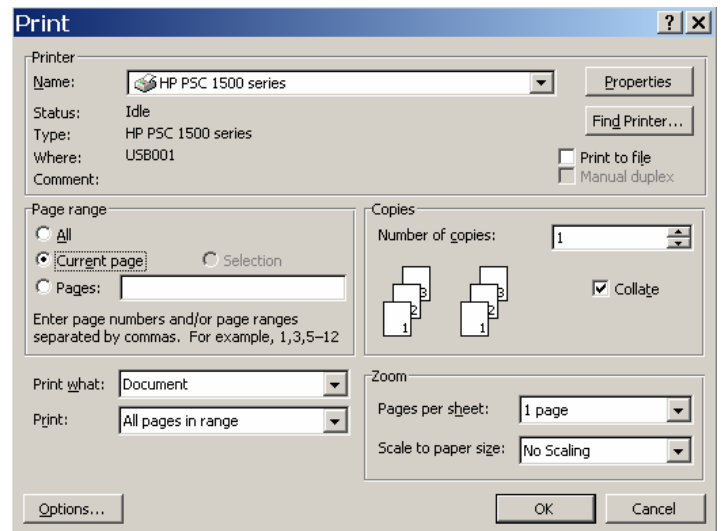 Print
Printer
Name: HP PSC 1500 series Properties
Status: Idle
Find Printer...
Type: HP PSC 1500 series
Where: USB001 Print to file
Comment: Manual duplex
Page range
All
Current page Selection
Pages:
Enter page numbers and/or page ranges
separated by commas. For example, 1,3,5–12
Copies
Number of copies: 1
3 3
2 2
1 1
Collate
Print what: Document
Print: All pages in range
Zoom
Pages per sheet: 1 page
Scale to paper size: No Scaling
Options... OK Cancel